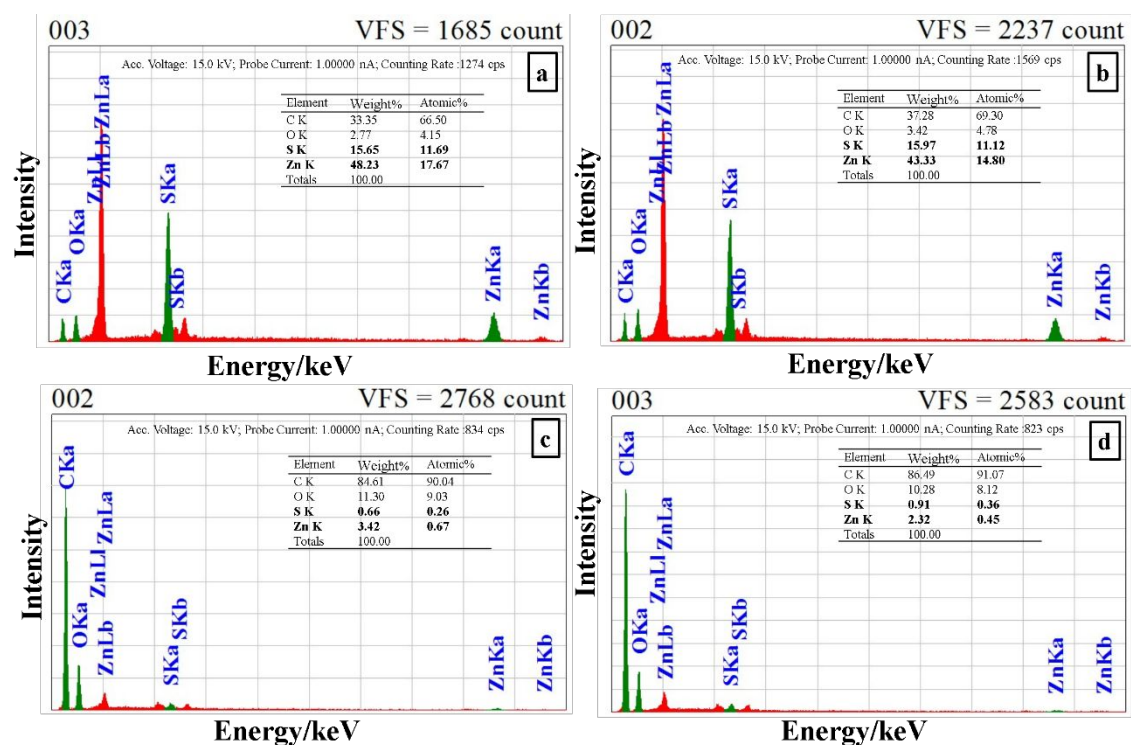 003 VFS = 1685 count
Acc. Voltage: 15.0 kV; Probe Current: 1.00000 nA; Counting Rate :1274 cps
a
Element Weight% Atomic%
C K 33.35 66.50
O K 2.77 4.15
S K 15.65 11.69
Zn K 48.23 17.67
Totals 100.00
Intensity
CKa
OKa
ZnLl
ZnLb
ZnLa
SKa
SKb
ZnKa
ZnKb
Energy/keV
002 VFS = 2237 count
Acc. Voltage: 15.0 kV; Probe Current: 1.00000 nA; Counting Rate :1569 cps
b
Element Weight% Atomic%
C K 37.28 69.30
O K 3.42 4.78
S K 15.97 11.12
Zn K 43.33 14.80
Totals 100.00
Intensity
CKa
OKa
ZnLl
ZnLb
ZnLa
SKa
SKb
ZnKa
ZnKb
Energy/keV
002 VFS = 2768 count
Acc. Voltage: 15.0 kV; Probe Current: 1.00000 nA; Counting Rate :834 cps
c
Element Weight% Atomic%
C K 84.61 90.04
O K 11.30 9.03
S K 0.66 0.26
Zn K 3.42 0.67
Totals 100.00
Intensity
CKa
OKa
ZnLb
ZnLl
ZnLa
SKa
SKb
ZnKa
ZnKb
Energy/keV
003 VFS = 2583 count
Acc. Voltage: 15.0 kV; Probe Current: 1.00000 nA; Counting Rate :823 cps
d
Element Weight% Atomic%
C K 86.49 91.07
O K 10.28 8.12
S K 0.91 0.36
Zn K 2.32 0.45
Totals 100.00
Intensity
CKa
OKa
ZnLb
ZnLl
ZnLa
SKa
SKb
ZnKa
ZnKb
Energy/keV